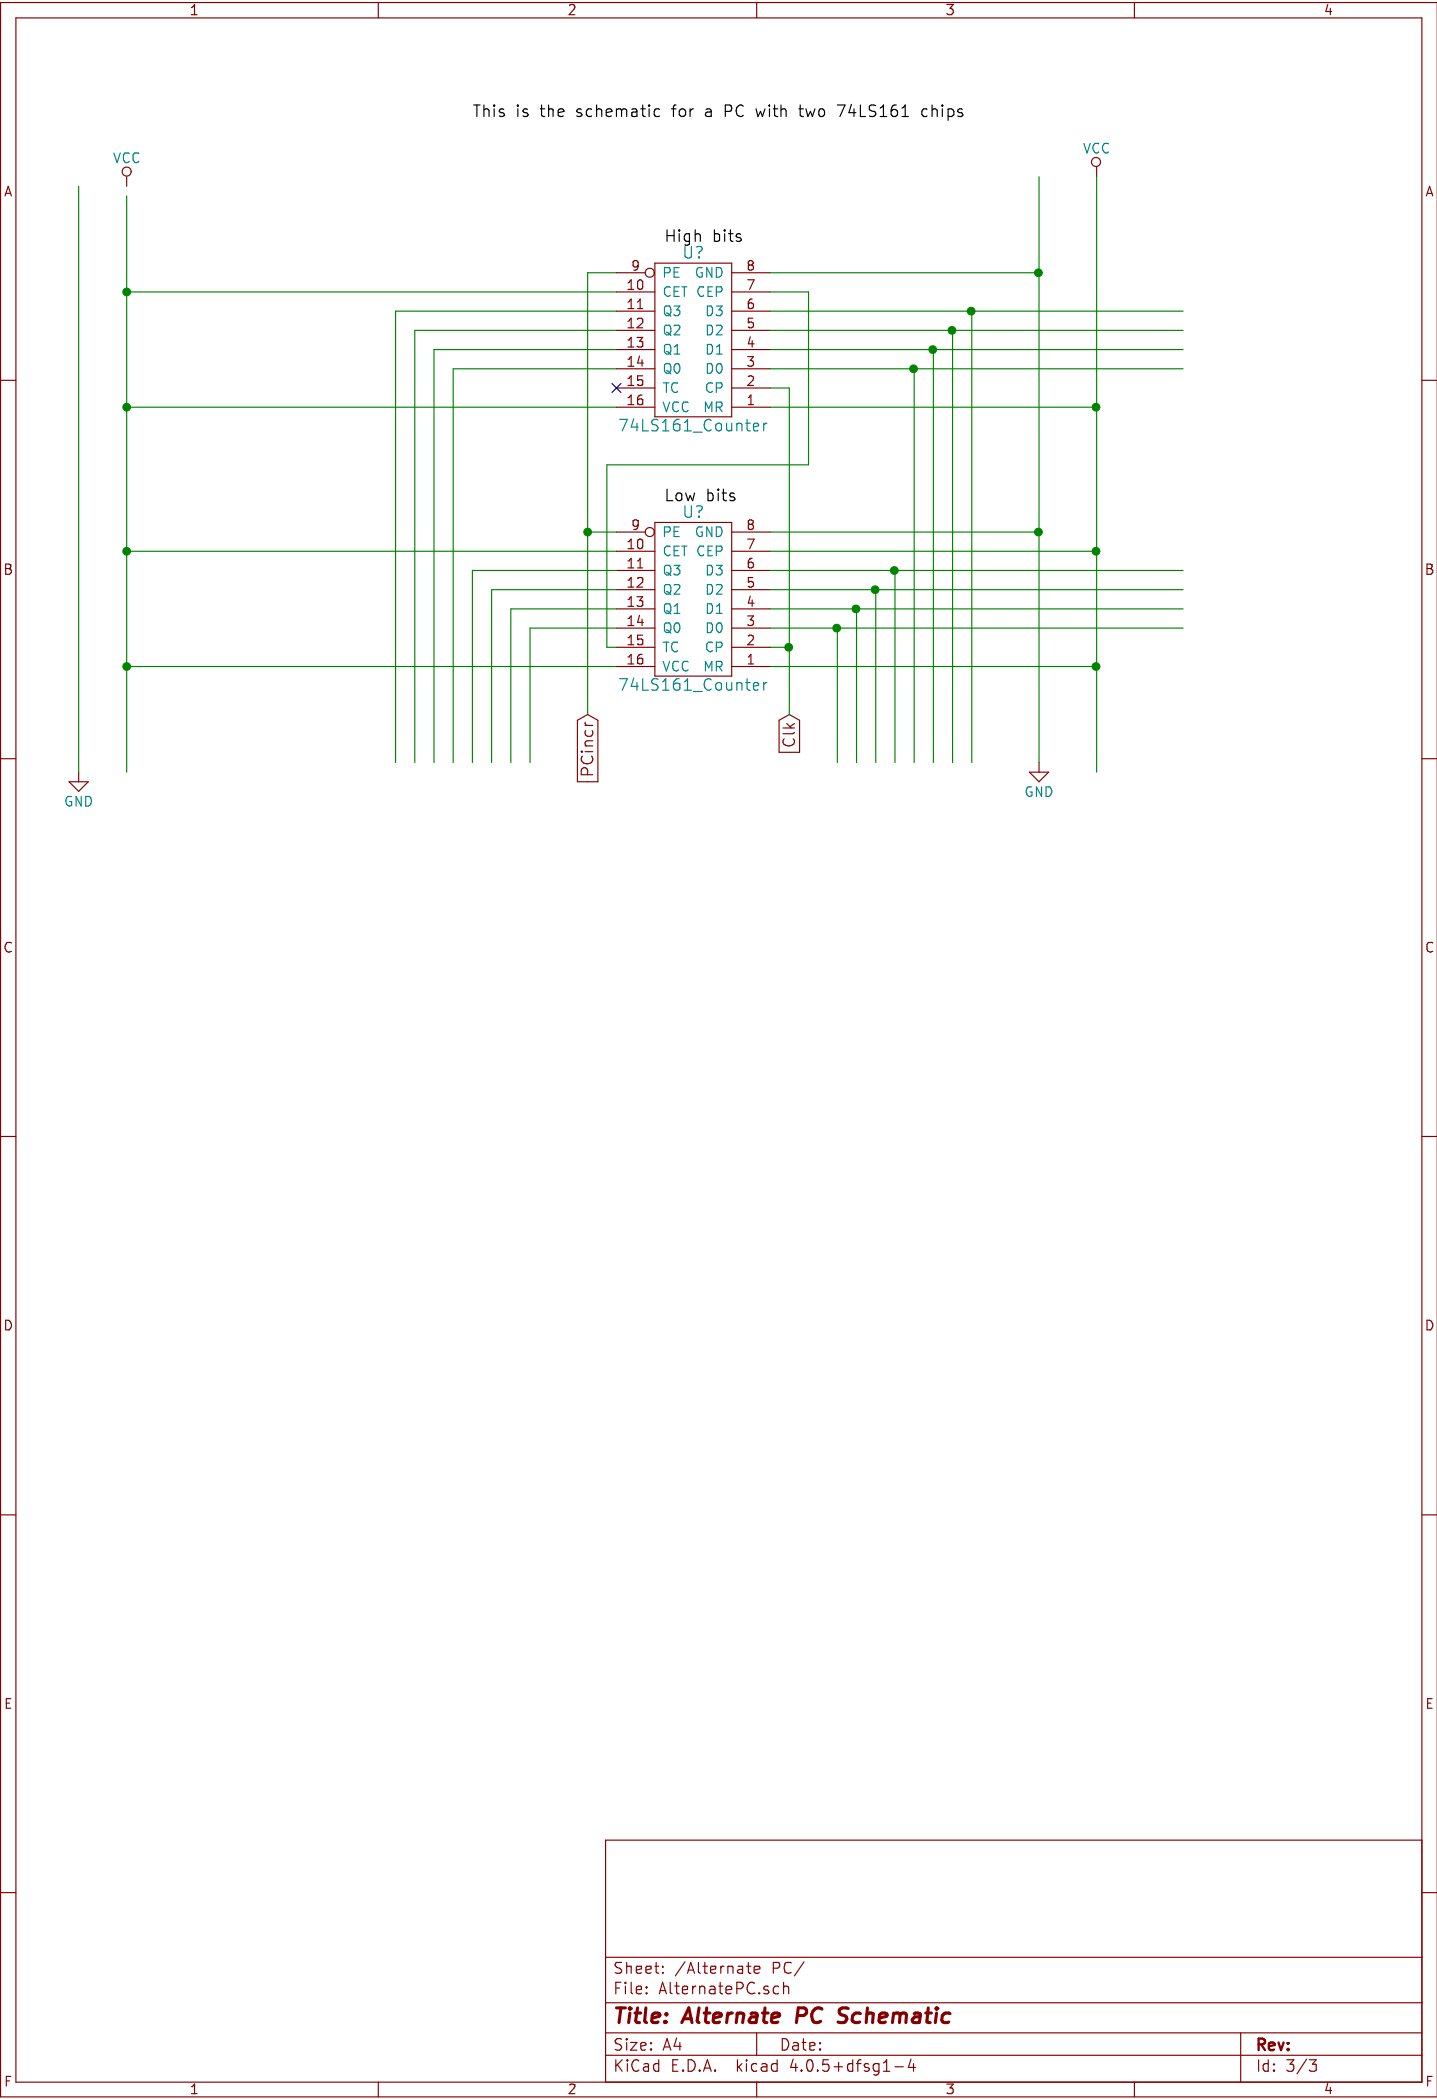 1 2 3 4
This is the schematic for a PC with two 74LS161 chips
VCC
VCC
A A
High bits
U?
9 PE GND 8
10 CET CEP 7
11 Q3 D3 6
12 Q2 D2 5
13 Q1 D1 4
14 Q0 D0 3
15 TC CP 2
16 VCC MR 1
74LS161_Counter
Low bits
U?
9 PE GND 8
10 CET CEP 7
B B
11 Q3 D3 6
12 Q2 D2 5
13 Q1 D1 4
14 Q0 D0 3
15 TC CP 2
16 VCC MR 1
74LS161_Counter
PCincr
Clk
GND
GND
C C
D D
E E
Sheet: /Alternate PC/
File: AlternatePC.sch
Title: Alternate PC Schematic
Size: A4 Date: Rev:
KiCad E.D.A. kicad 4.0.5+dfsg1-4 Id: 3/3
F F
1 2 3 4